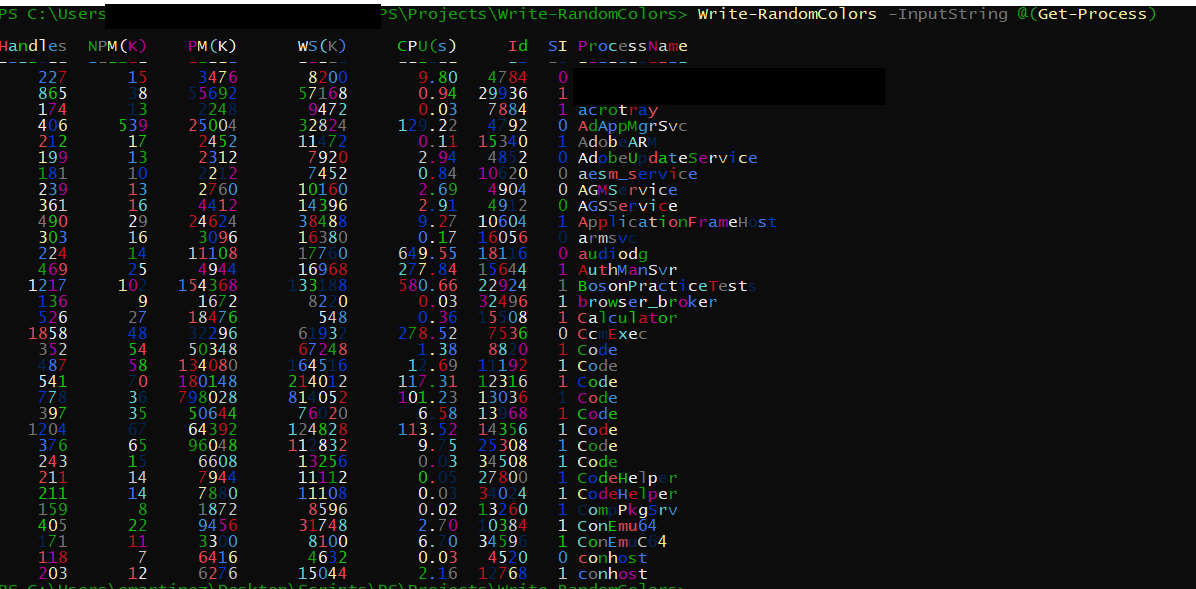 PS C:\Users PS\Projects\Write-RandomColors> Write-RandomColors -InputString @(Get-Process)
Handles NPM(K) PM(K) WS(K) CPU(s) Id SI ProcessName
------- ------ ----- ----- ------ -- -- -----------
227 15 3476 8200 9.80 4784 0
865 38 55692 57168 0.94 29936 1
174 13 2248 9472 0.03 7884 1 acrotray
406 539 25004 32824 129.22 4792 0 AdAppMgrSvc
212 17 2452 11472 0.11 15340 1 AdobeARM
199 13 2312 7920 2.94 4852 0 AdobeUpdateService
181 10 2212 7452 0.84 10620 0 aesm_service
239 13 2760 10160 2.69 4904 0 AGMService
361 16 4412 14396 2.91 4912 0 AGSService
490 29 24624 38488 9.27 10604 1 ApplicationFrameHost
303 16 3096 16380 0.17 16056 0 armsvc
224 14 11108 17760 649.55 18116 0 audiodg
469 25 4944 16968 277.84 15644 1 AuthManSvr
1217 102 154368 133188 580.66 22924 1 BosonPracticeTests
136 9 1672 8220 0.03 32496 1 browser_broker
526 27 18476 548 0.36 15508 1 Calculator
1858 48 32296 61932 278.52 7536 0 CcmExec
352 54 50348 67248 1.38 8820 1 Code
487 58 134080 164516 12.69 11192 1 Code
541 70 180148 214012 117.31 12316 1 Code
778 36 798028 814052 101.23 13036 1 Code
397 35 50644 76020 6.58 13968 1 Code
1204 67 64392 124828 113.52 14356 1 Code
376 65 96048 112832 9.75 25308 1 Code
243 15 6608 13256 0.03 34508 1 Code
211 14 7944 11112 0.05 27800 1 CodeHelper
211 14 7880 11108 0.03 34024 1 CodeHelper
159 8 1872 8596 0.02 13260 1 CompPkgSrv
405 22 9456 31748 2.70 10384 1 ConEmu64
171 11 3300 8100 6.70 34596 1 ConEmuC64
118 7 6416 4632 0.03 4520 0 conhost
203 12 6276 15044 2.16 12768 1 conhost
PS C:\Users\emartinez\Desktop\Scripts\PS\Projects\Write-RandomColors>